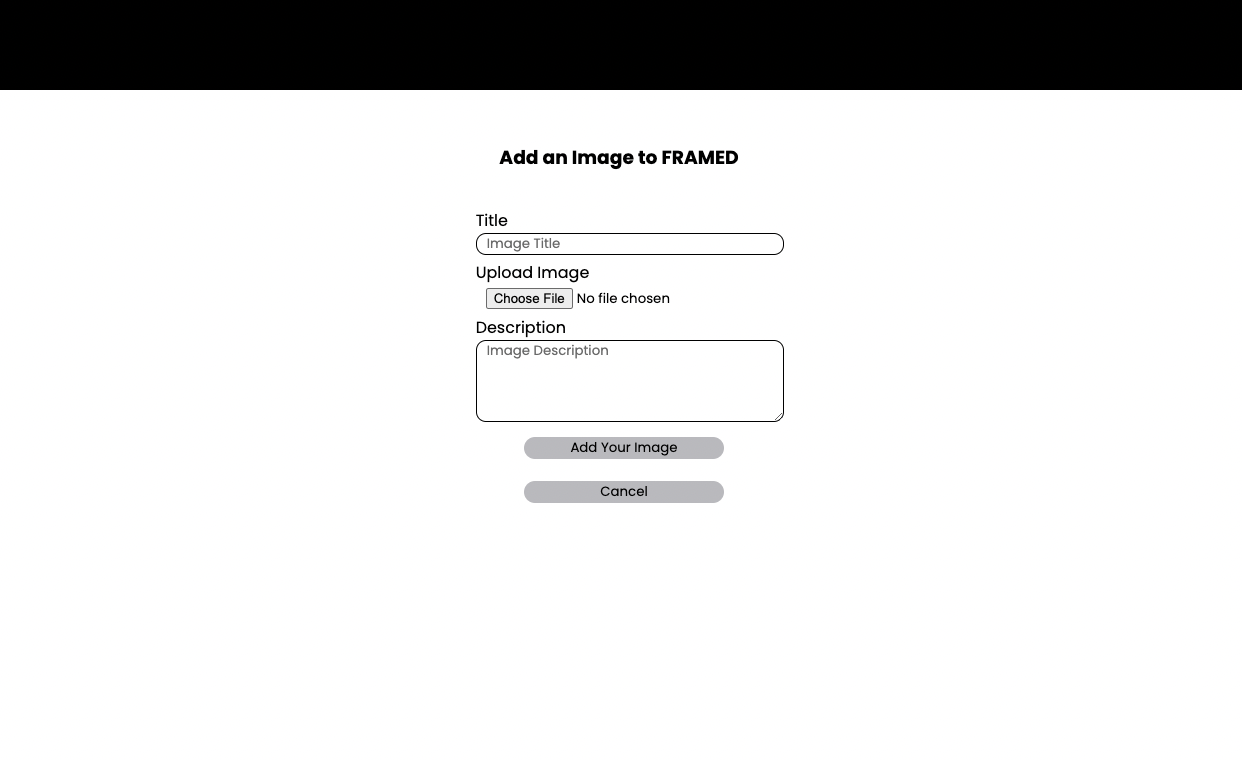 Add an Image to FRAMED
Title
Image Title
Upload Image
Choose File No file chosen
Description
Image Description
Add Your Image
Cancel